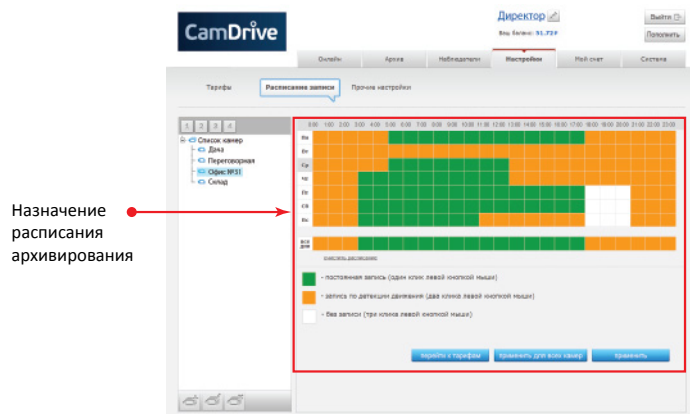 CamDrive
Директор
Ваш баланс: 91.72₽
Выйти
Пополнить
Онлайн Архив Наблюдатели Настройки Мой счет Система
Тарифы Расписание записи Прочие настройки
1 2 3 4
Список камер
Дача
Переговорная
Офис №31
Склад
0:00 1:00 2:00 3:00 4:00 5:00 6:00 7:00 8:00 9:00 10:00 11:00 12:00 13:00 14:00 15:00 16:00 17:00 18:00 19:00 20:00 21:00 22:00 23:00
Пн
Вт
Ср
Чт
Пт
Сб
Вс
все дни
очистить расписание
- постоянная запись (один клик левой кнопкой мыши)
- запись по детекции движения (два клика левой кнопкой мыши)
- без записи (три клика левой кнопкой мыши)
перейти к тарифам применить для всех камер применить
Назначение
расписания
архивирования